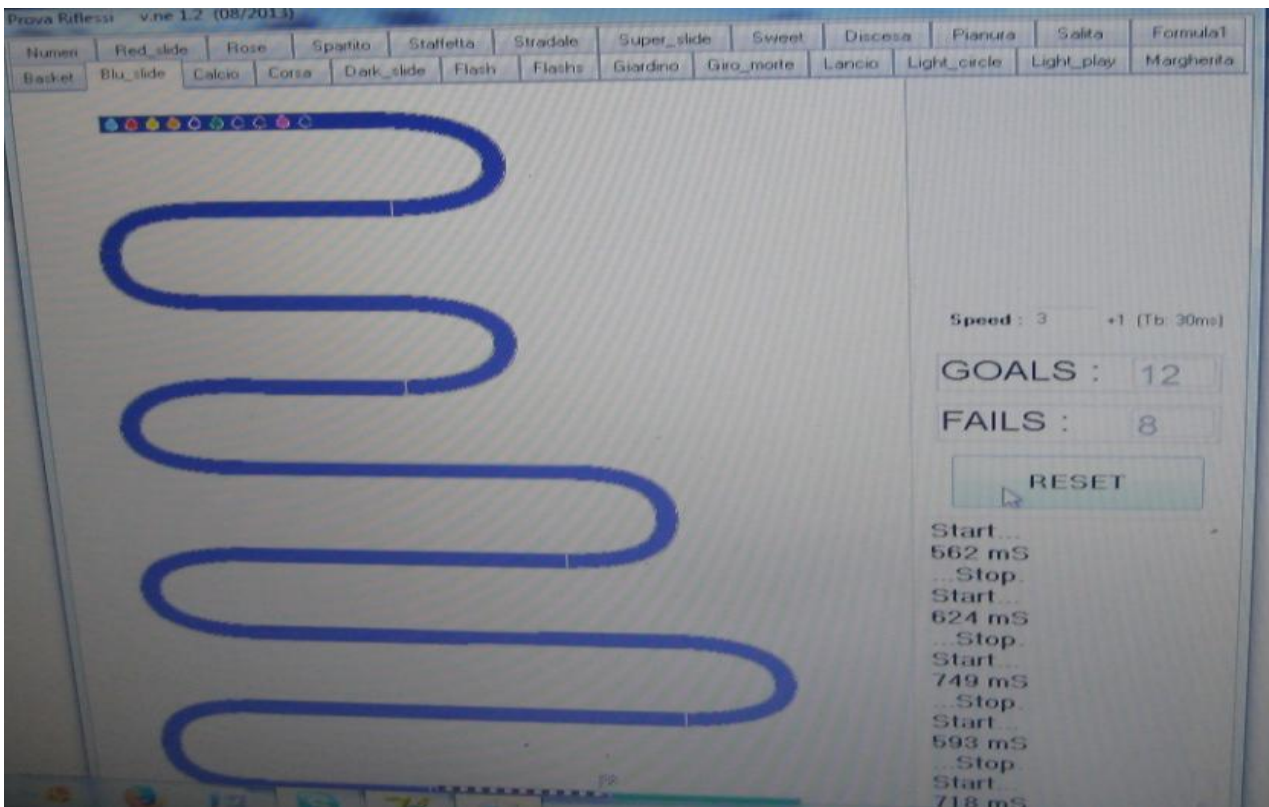 Prova Riflessi v.ne 1.2 (08/2013)
Numeri Red_slide Rose Spartito Staffetta Stradale Super_slide Sweet Discesa Pianura Salita Formula1
Basket Blu_slide Calcio Corsa Dark_slide Flash Flashs Giardino Giro_morte Lancio Light_circle Light_play Margherita
Speed : 3 +1 (Tb: 30ms)
GOALS : 12
FAILS : 8
RESET
Start...
562 mS
...Stop.
Start...
624 mS
...Stop.
Start...
749 mS
...Stop.
Start...
593 mS
...Stop.
Start...
718 mS